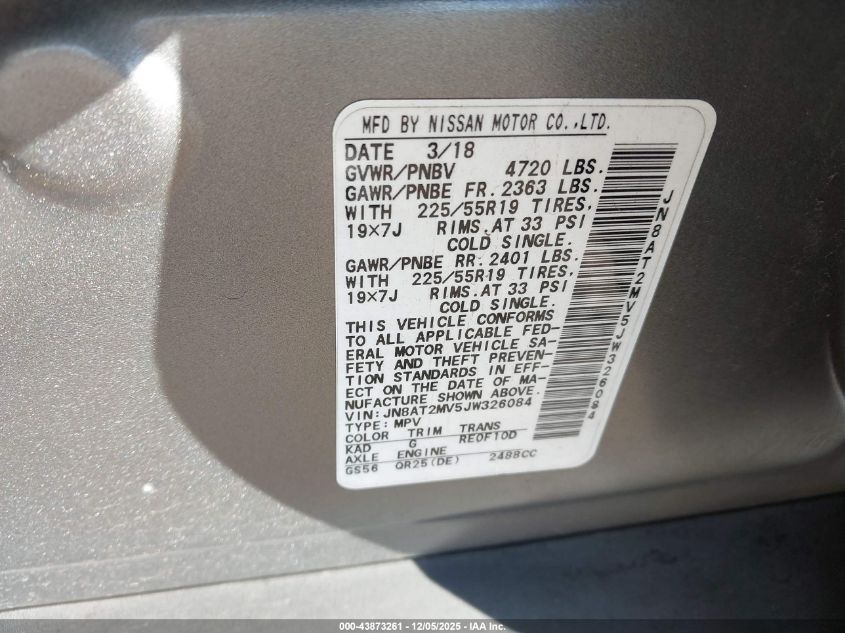 MFD BY NISSAN MOTOR CO.,LTD.
DATE 3/18
GVWR/PNBV 4720 LBS.
GAWR/PNBE FR. 2363 LBS.
WITH 225/55R19 TIRES.
19×7J RIMS.AT 33 PSI
COLD SINGLE.
GAWR/PNBE RR. 2401 LBS.
WITH 225/55R19 TIRES.
19×7J RIMS.AT 33 PSI
COLD SINGLE.
THIS VEHICLE CONFORMS
TO ALL APPLICABLE FED-
ERAL MOTOR VEHICLE SA-
FETY AND THEFT PREVEN-
TION STANDARDS IN EFF-
ECT ON THE DATE OF MA-
NUFACTURE SHOWN ABOVE.
VIN: JN8AT2MV5JW326084
TYPE: MPV
COLOR TRIM TRANS
KAD G RE0F10D
AXLE ENGINE
GS56 QR25(DE) 2488CC
JN8AT2MV5JW326084
000-43873261 - 12/05/2025 - IAA Inc.